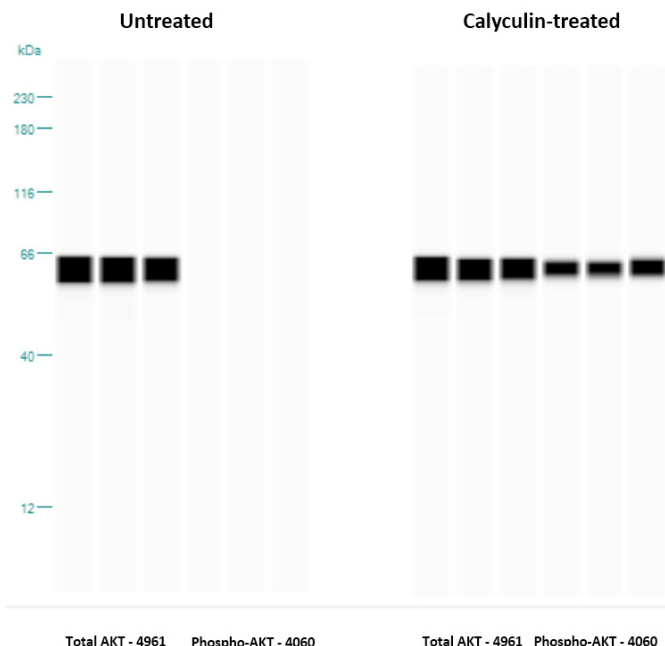 Untreated
Calyculin-treated
kDa
230
180
116
66
40
12
Total AKT - 4961 Phospho-AKT - 4060
Total AKT - 4961 Phospho-AKT - 4060